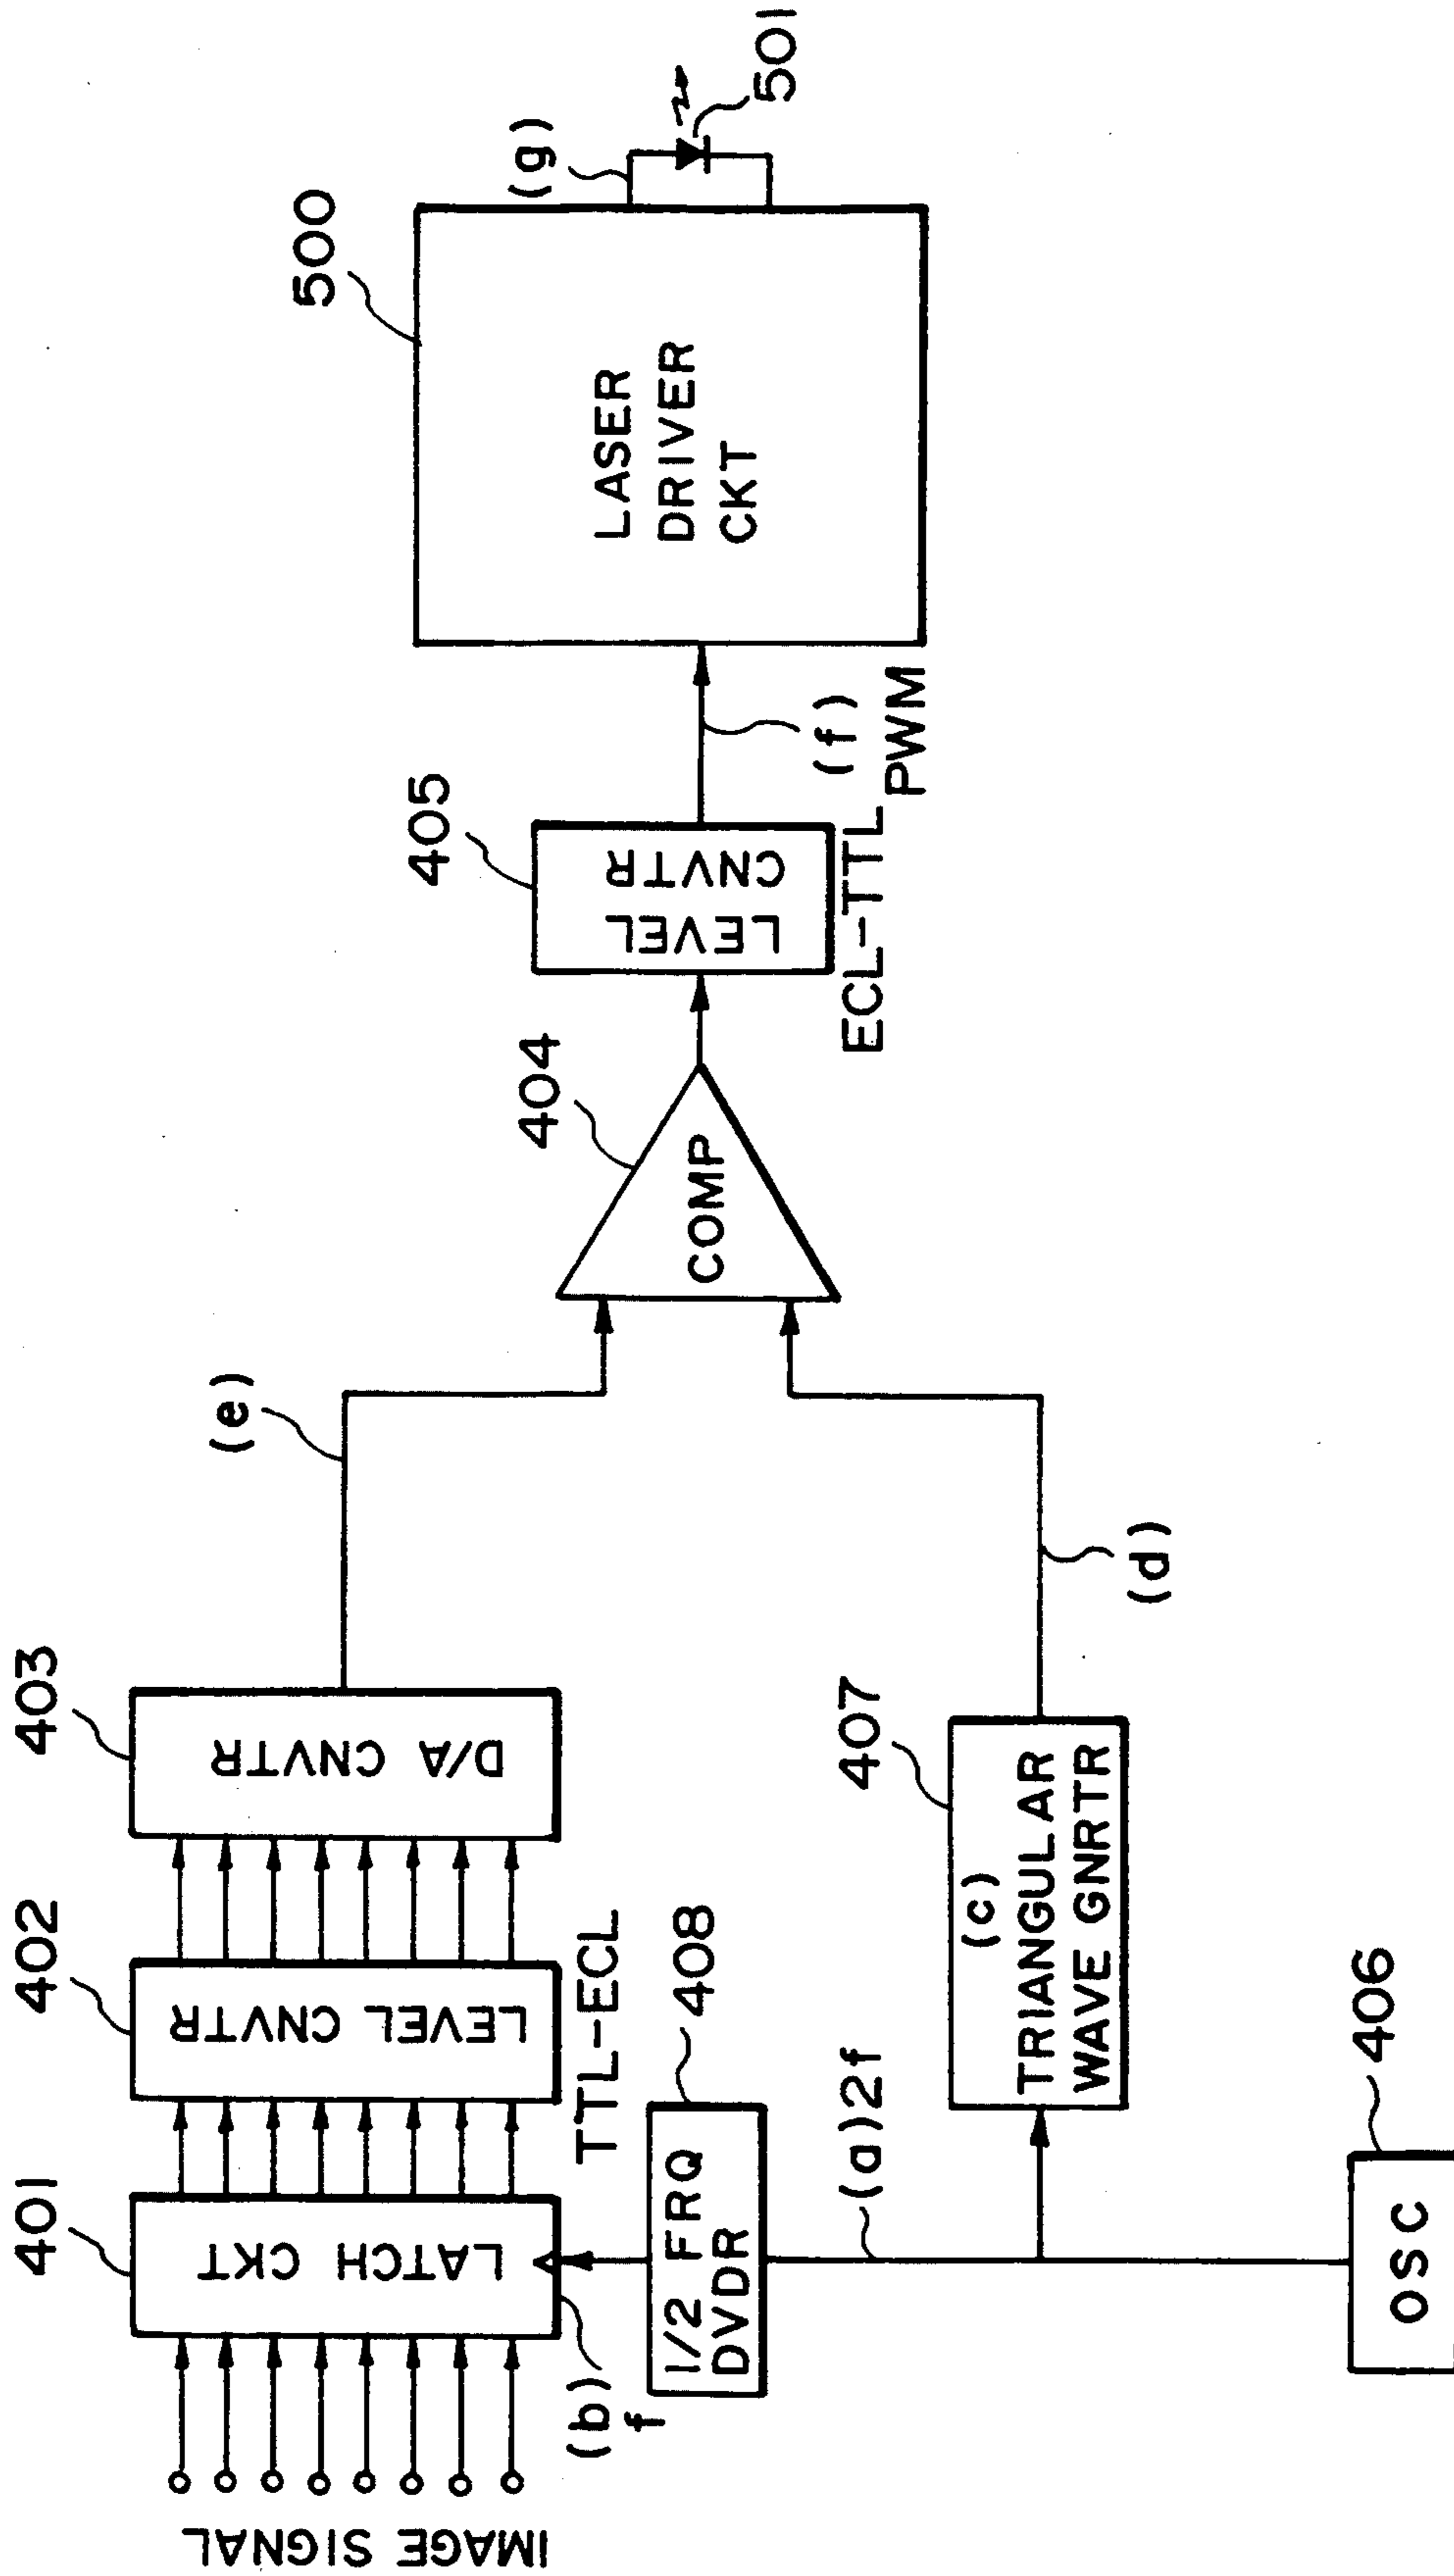 IMAGE SIGNAL
401
LATCH CKT
(b)
f
402
LEVEL CNVTR
TTL-ECL
403
D/A CNVTR
(e)
408
1/2 FRQ
DVDR
(a)2f
406
OSC
407
(c)
TRIANGULAR
WAVE GNRTR
(d)
404
COMP
405
LEVEL
CNVTR
ECL-TTL
(f)
PWM
500
LASER
DRIVER
CKT
(g)
501